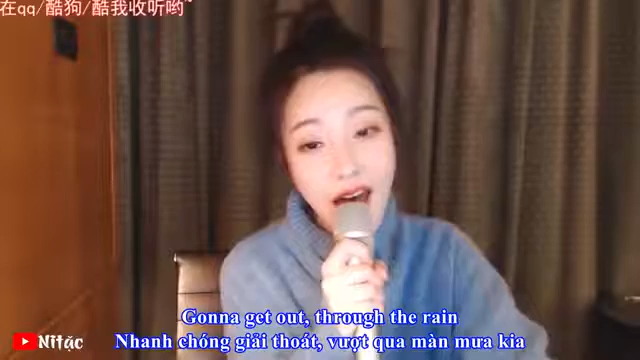 在qq/酷狗/酷我收听哟~
Gonna get out, through the rain
Nhanh chóng giải thoát, vượt qua màn mưa kia
Nitạc